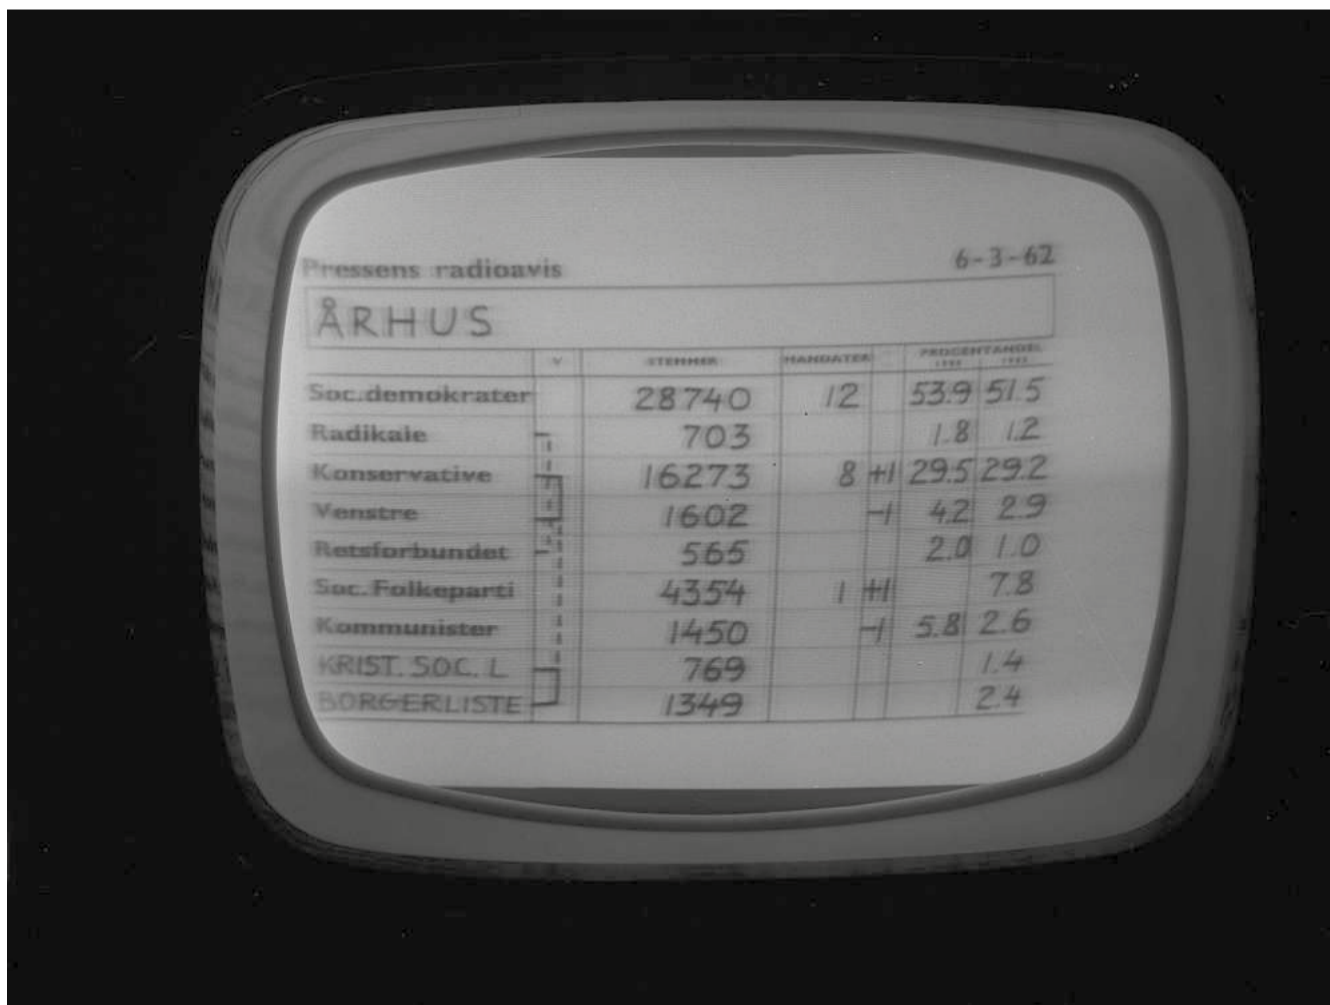 Pressens radioavis 6-3-62
ÅRHUS
V STEMMER MANDATER PROCENTANDEL
Soc.demokrater 28740 12 53.9 51.5
Radikale 703 1.8 1.2
Konservative 16273 8 +1 29.5 29.2
Venstre 1602 -1 4.2 2.9
Retsforbundet 565 2.0 1.0
Soc. Folkeparti 4354 1 +1 7.8
Kommunister 1450 -1 5.8 2.6
KRIST. SOC. L 769 1.4
BORGERLISTE 1349 2.4